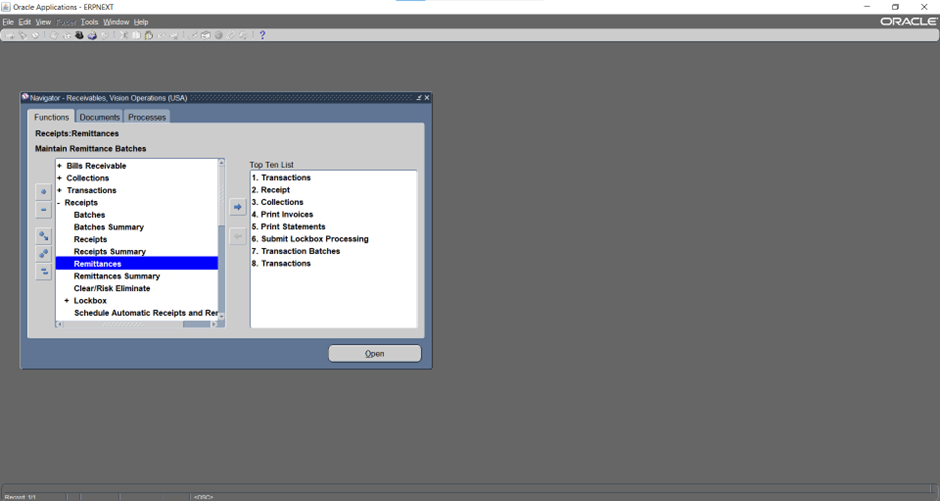 Oracle Applications - ERPNEXT
File Edit View Tools Window Help
ORACLE
Navigator - Receivables, Vision Operations (USA)
Functions Documents Processes
Receipts:Remittances
Maintain Remittance Batches
+ Bills Receivable
+ Collections
+ Transactions
- Receipts
Batches
Batches Summary
Receipts
Receipts Summary
Remittances
Remittances Summary
Clear/Risk Eliminate
+ Lockbox
Schedule Automatic Receipts and Rer
Top Ten List
1. Transactions
2. Receipt
3. Collections
4. Print Invoices
5. Print Statements
6. Submit Lockbox Processing
7. Transaction Batches
8. Transactions
Open
Record: 1/1
<OSC>